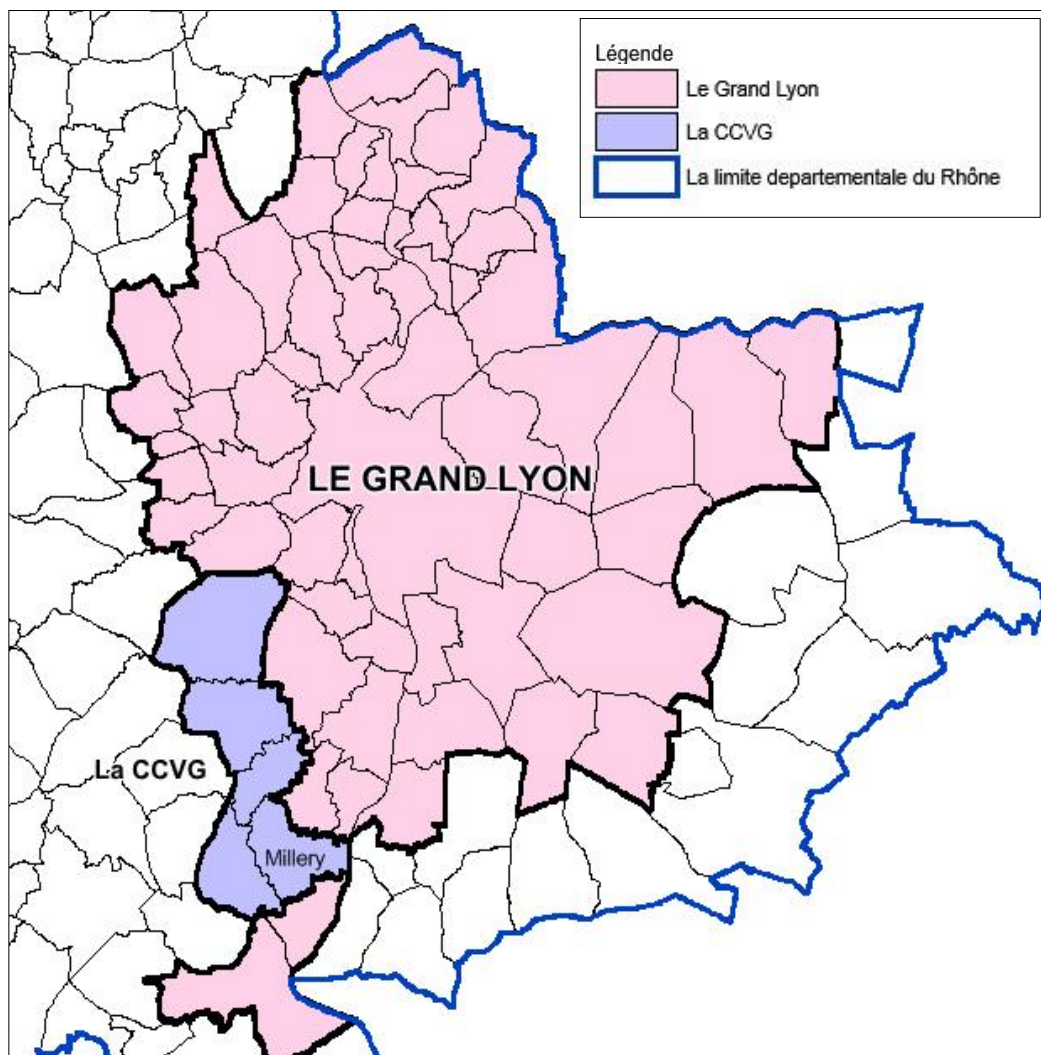 Légende
Le Grand Lyon
La CCVG
La limite departementale du Rhône
LE GRAND LYON
La CCVG
Millery